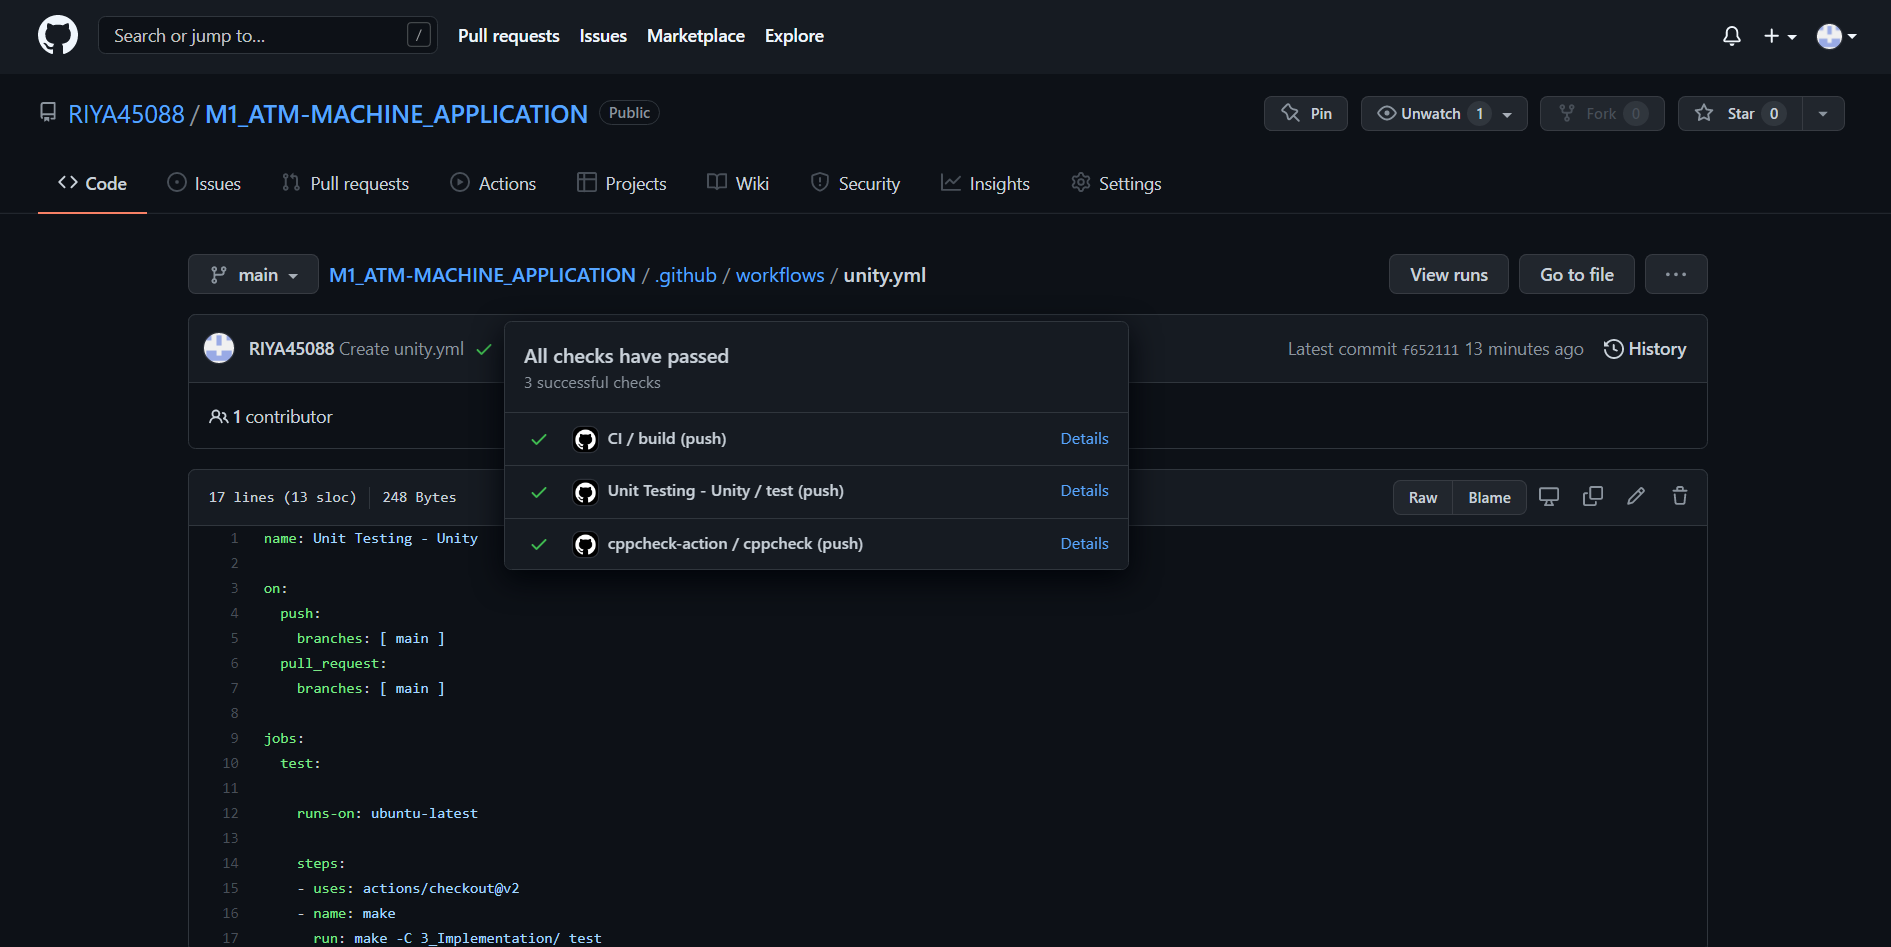 Search or jump to... /
Pull requests Issues Marketplace Explore
RIYA45088 / M1_ATM-MACHINE_APPLICATION Public
Pin Unwatch 1 Fork 0 Star 0
Code Issues Pull requests Actions Projects Wiki Security Insights Settings
main M1_ATM-MACHINE_APPLICATION / .github / workflows / unity.yml
View runs Go to file ...
RIYA45088 Create unity.yml
Latest commit f652111 13 minutes ago History
1 contributor
All checks have passed
3 successful checks
CI / build (push) Details
Unit Testing - Unity / test (push) Details
cppcheck-action / cppcheck (push) Details
17 lines (13 sloc) 248 Bytes
Raw Blame
1 name: Unit Testing - Unity
2
3 on:
4 push:
5 branches: [ main ]
6 pull_request:
7 branches: [ main ]
8
9 jobs:
10 test:
11
12 runs-on: ubuntu-latest
13
14 steps:
15 - uses: actions/checkout@v2
16 - name: make
17 run: make -C 3_Implementation/ test